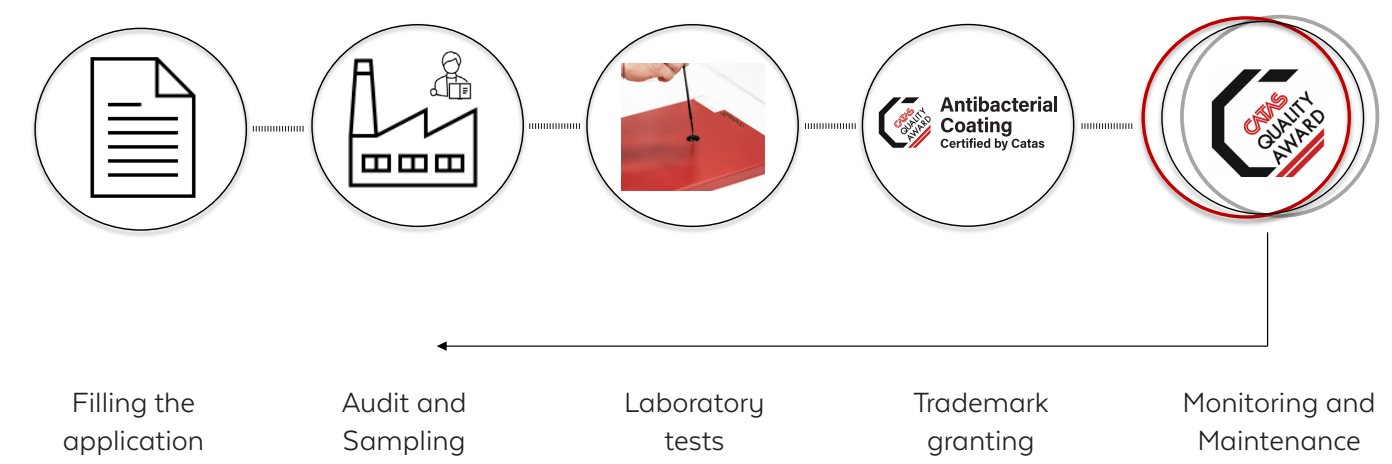 CATAS
QUALITY
AWARD
Antibacterial
Coating
Certified by Catas
CATAS
QUALITY
AWARD
Filling the
application
Audit and
Sampling
Laboratory
tests
Trademark
granting
Monitoring and
Maintenance